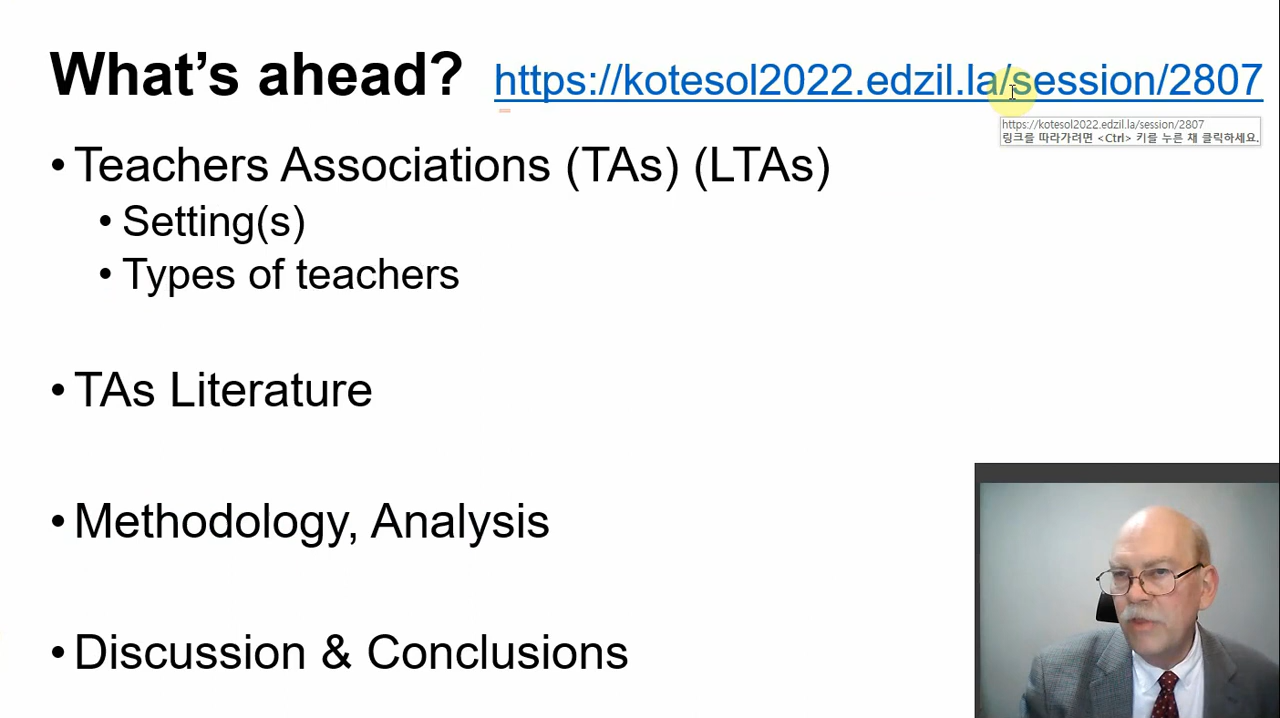 What's ahead? https://kotesol2022.edzil.la/session/2807
https://kotesol2022.edzil.la/session/2807
링크를 따라가려면 <Ctrl> 키를 누른 채 클릭하세요.
• Teachers Associations (TAs) (LTAs)
• Setting(s)
• Types of teachers
• TAs Literature
• Methodology, Analysis
• Discussion & Conclusions